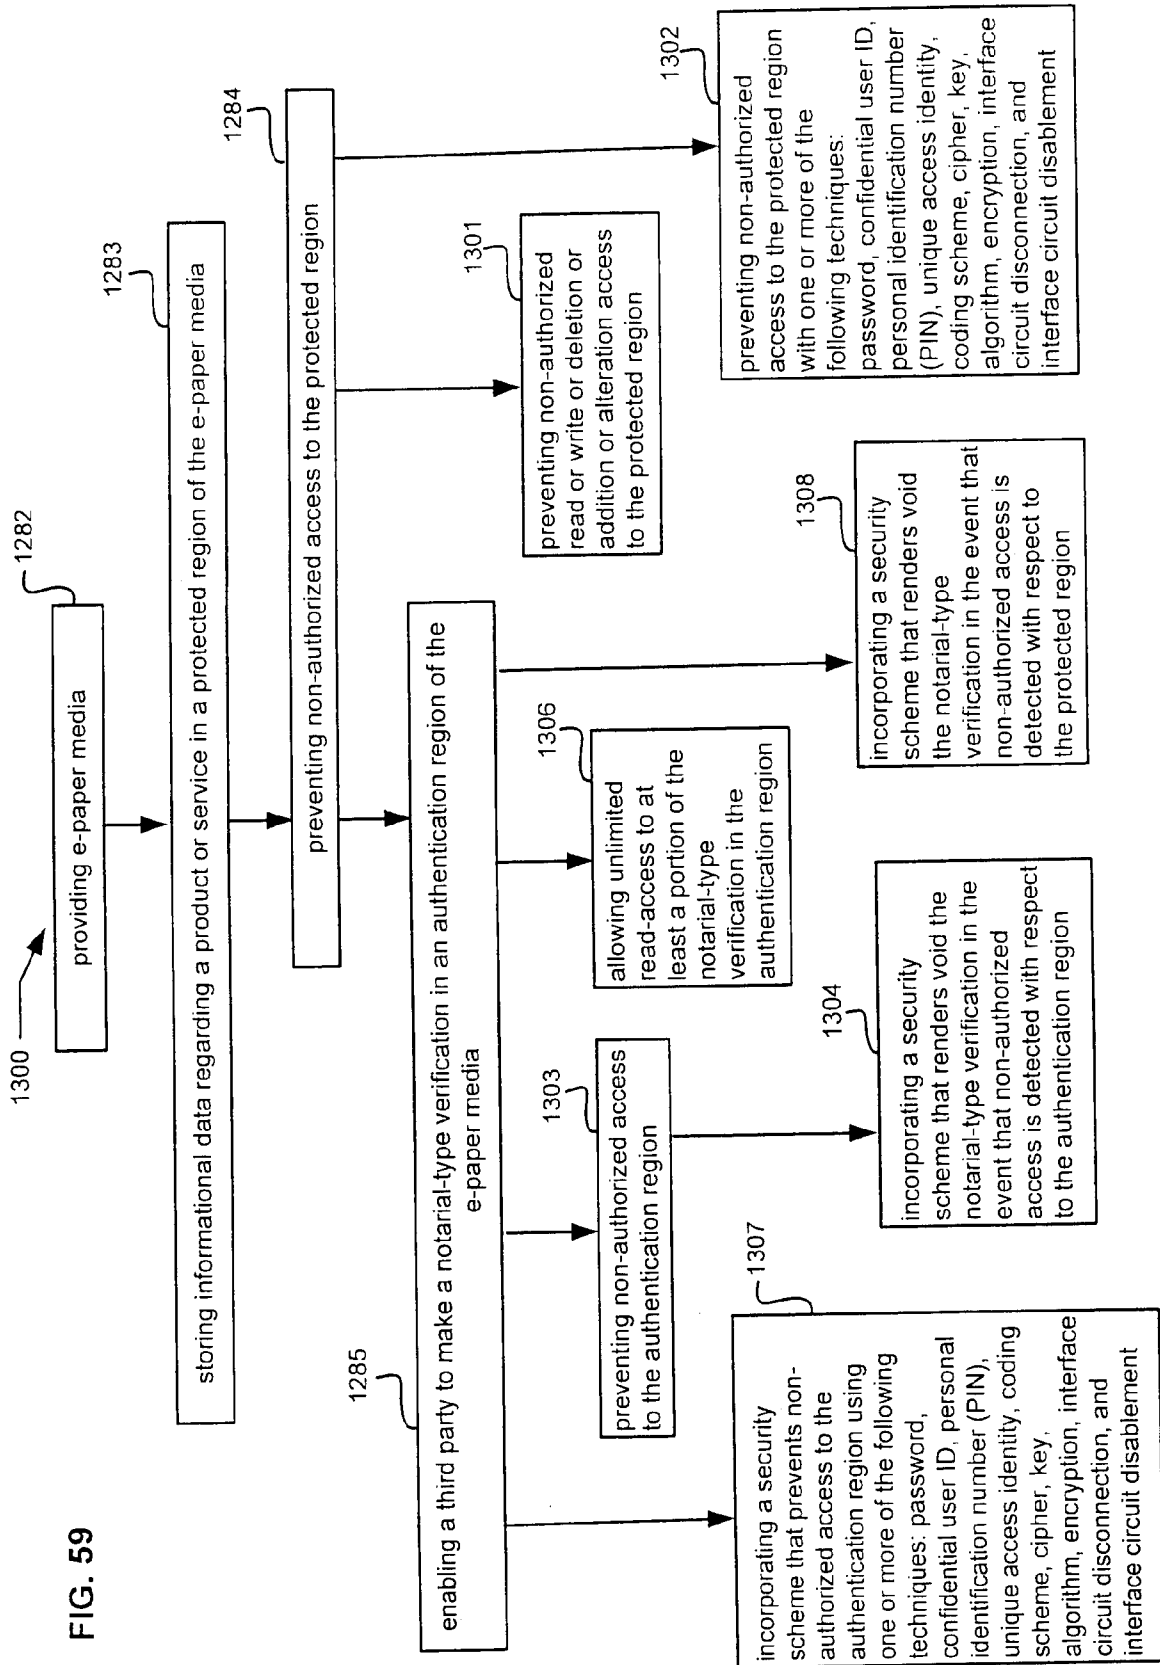 FIG. 59
1300
1282
providing e-paper media
1283
storing informational data regarding a product or service in a protected region of the e-paper media
1284
preventing non-authorized access to the protected region
1285
enabling a third party to make a notarial-type verification in an authentication region of the
e-paper media
1301
preventing non-authorized
read or write or deletion or
addition or alteration access
to the protected region
1302
preventing non-authorized
access to the protected region
with one or more of the
following techniques:
password, confidential user ID,
personal identification number
(PIN), unique access identity,
coding scheme, cipher, key,
algorithm, encryption, interface
circuit disconnection, and
interface circuit disablement
1303
preventing non-authorized access
to the authentication region
1306
allowing unlimited
read-access to at
least a portion of the
notarial-type
verification in the
authentication region
1307
incorporating a security
scheme that prevents non-
authorized access to the
authentication region using
one or more of the following
techniques: password,
confidential user ID, personal
identification number (PIN),
unique access identity, coding
scheme, cipher, key,
algorithm, encryption, interface
circuit disconnection, and
interface circuit disablement
1304
incorporating a security
scheme that renders void the
notarial-type verification in the
event that non-authorized
access is detected with respect
to the authentication region
1308
incorporating a security
scheme that renders void
the notarial-type
verification in the event that
non-authorized access is
detected with respect to
the protected region